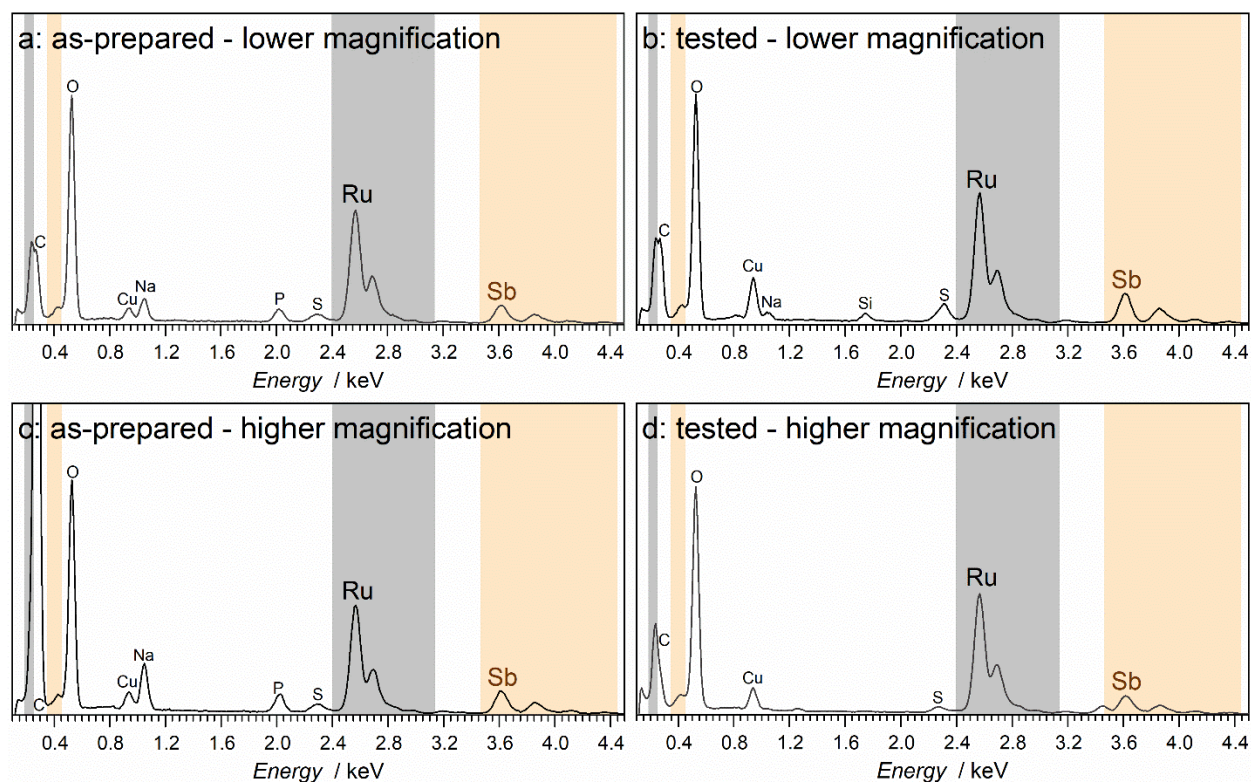 a: as-prepared - lower magnification
O
C
Cu
Na
P
S
Ru
Sb
0.4 0.8 1.2 1.6 2.0 2.4 2.8 3.2 3.6 4.0 4.4
Energy / keV
b: tested - lower magnification
O
C
Cu
Na
Si
S
Ru
Sb
0.4 0.8 1.2 1.6 2.0 2.4 2.8 3.2 3.6 4.0 4.4
Energy / keV
c: as-prepared - higher magnification
O
C
Cu
Na
P
S
Ru
Sb
0.4 0.8 1.2 1.6 2.0 2.4 2.8 3.2 3.6 4.0 4.4
Energy / keV
d: tested - higher magnification
O
C
Cu
S
Ru
Sb
0.4 0.8 1.2 1.6 2.0 2.4 2.8 3.2 3.6 4.0 4.4
Energy / keV